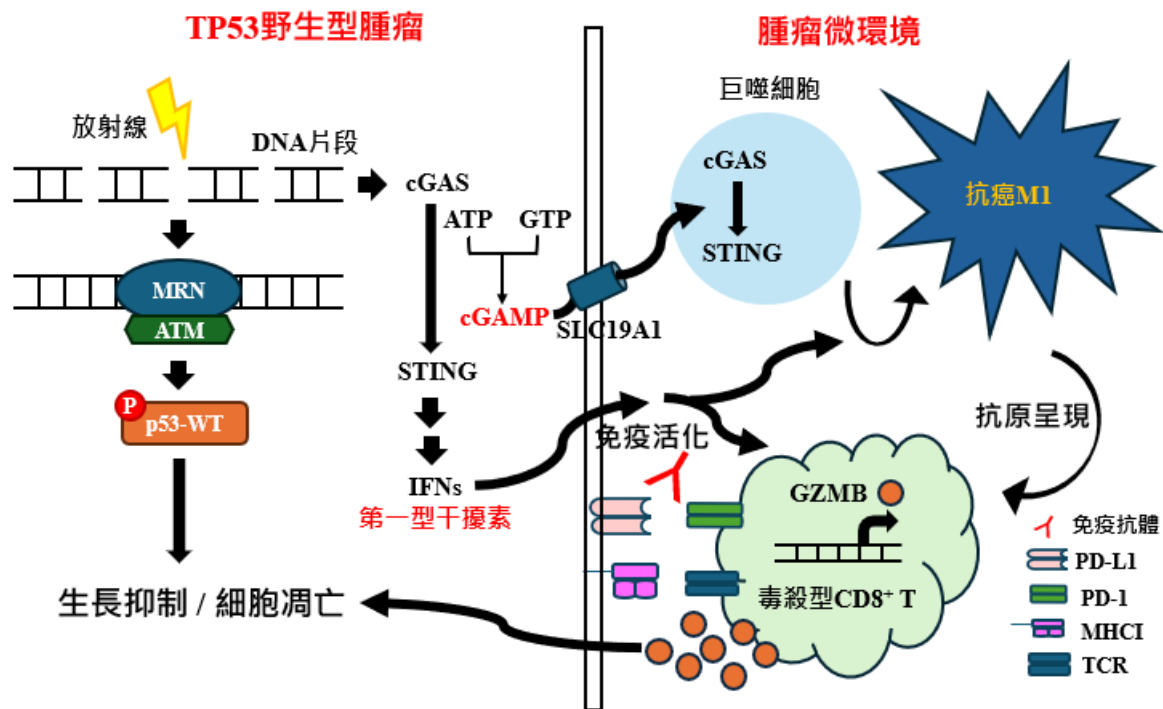 TP53野生型腫瘤
腫瘤微環境
放射線
DNA片段
cGAS
ATP
GTP
cGAMP
SLC19A1
MRN
ATM
P
p53-WT
STING
IFNs
第一型干擾素
生長抑制 / 細胞凋亡
巨噬細胞
cGAS
STING
抗癌M1
免疫活化
抗原呈現
GZMB
毒殺型CD8⁺ T
免疫抗體
PD-L1
PD-1
MHCI
TCR